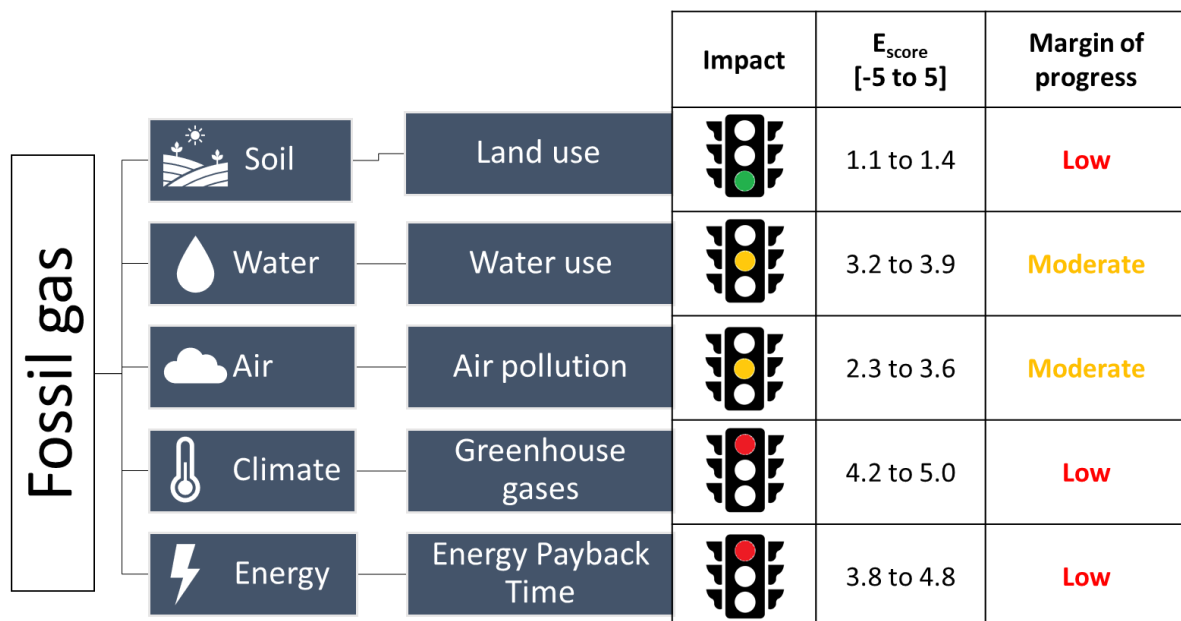 Impact
E_score
[-5 to 5]
Margin of
progress
Fossil gas
Soil
Land use
1.1 to 1.4
Low
Water
Water use
3.2 to 3.9
Moderate
Air
Air pollution
2.3 to 3.6
Moderate
Climate
Greenhouse
gases
4.2 to 5.0
Low
Energy
Energy Payback
Time
3.8 to 4.8
Low